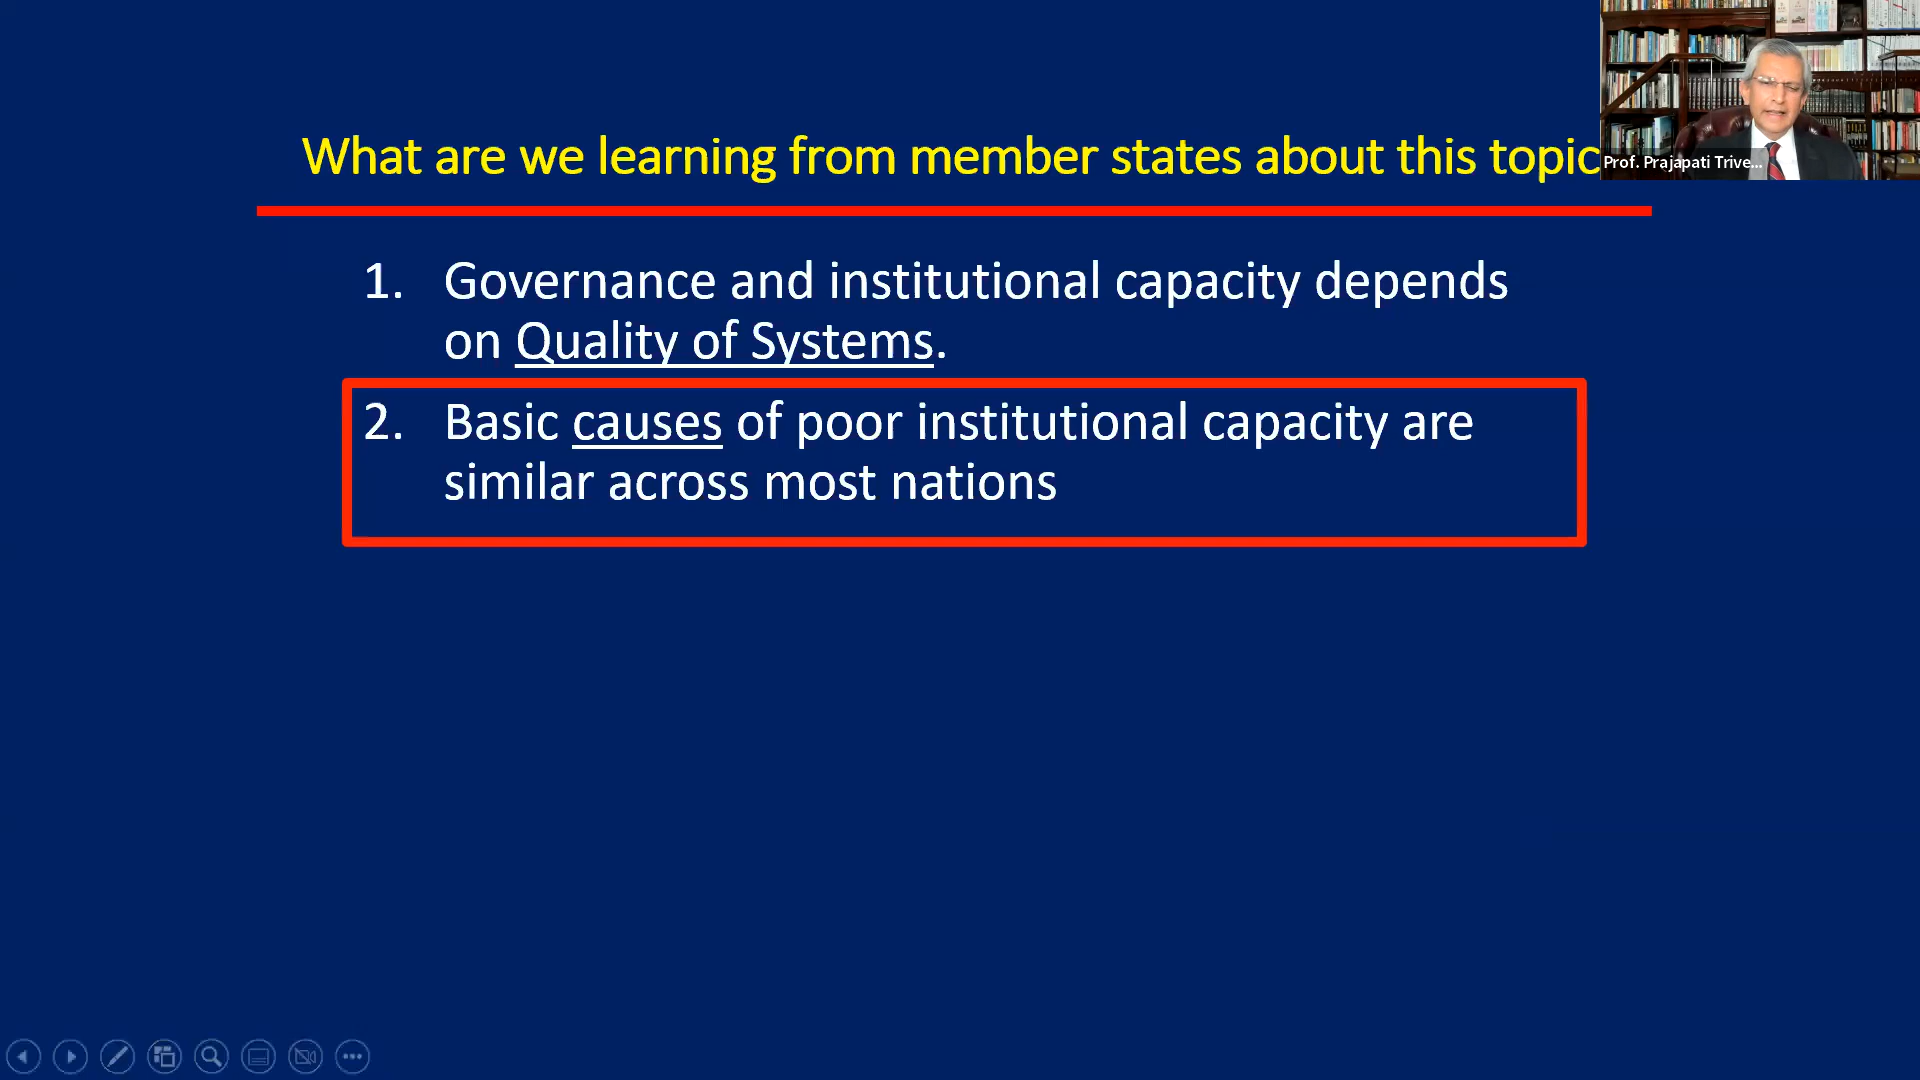 What are we learning from member states about this topic
Prof. Prajapati Trive...
1. Governance and institutional capacity depends
on Quality of Systems.
2. Basic causes of poor institutional capacity are
similar across most nations